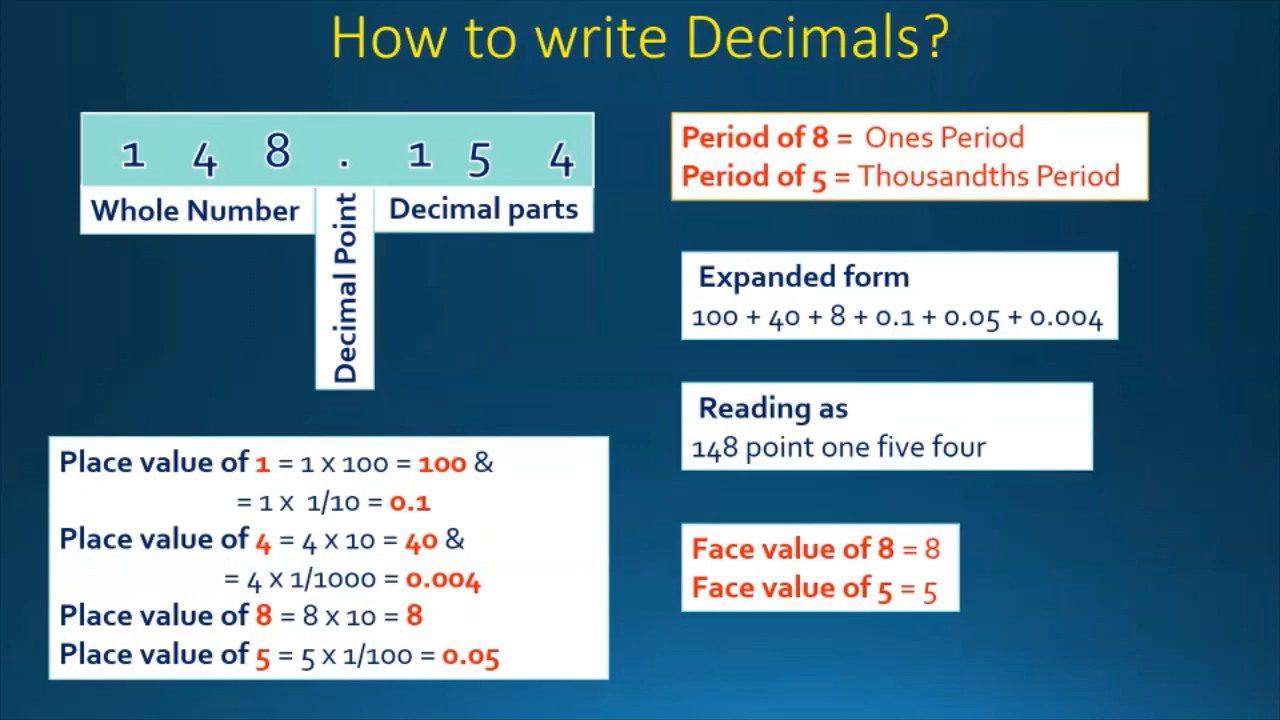 How to write Decimals?
1 4 8 . 1 5 4
Whole Number
Decimal Point
Decimal parts
Place value of 1 = 1 x 100 = 100 &
= 1 x 1/10 = 0.1
Place value of 4 = 4 x 10 = 40 &
= 4 x 1/1000 = 0.004
Place value of 8 = 8 x 10 = 8
Place value of 5 = 5 x 1/100 = 0.05
Period of 8 = Ones Period
Period of 5 = Thousandths Period
Expanded form
100 + 40 + 8 + 0.1 + 0.05 + 0.004
Reading as
148 point one five four
Face value of 8 = 8
Face value of 5 = 5